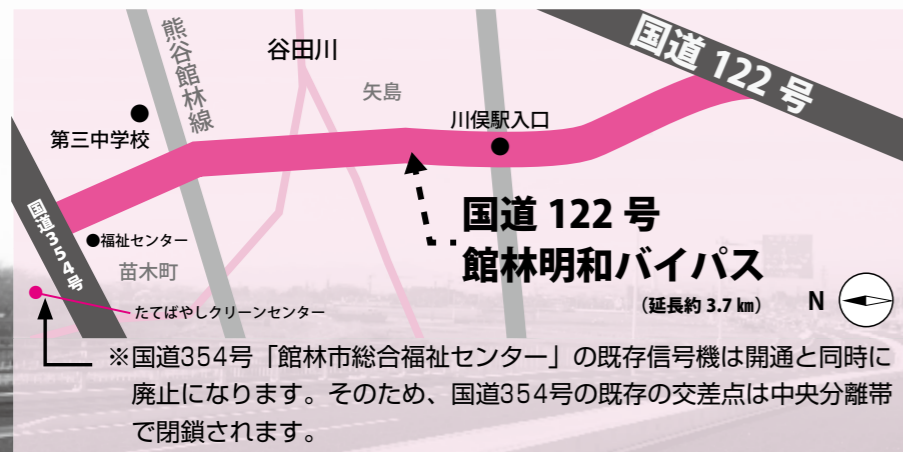 国道 122 号
熊谷館林線
谷田川
矢島
川俣駅入口
第三中学校
国道 122 号
館林明和バイパス
(延長約 3.7 ㎞)
N
国道354号
福祉センター
苗木町
たてばやしクリーンセンター
※国道354号「館林市総合福祉センター」の既存信号機は開通と同時に
廃止になります。そのため、国道354号の既存の交差点は中央分離帯
で閉鎖されます。